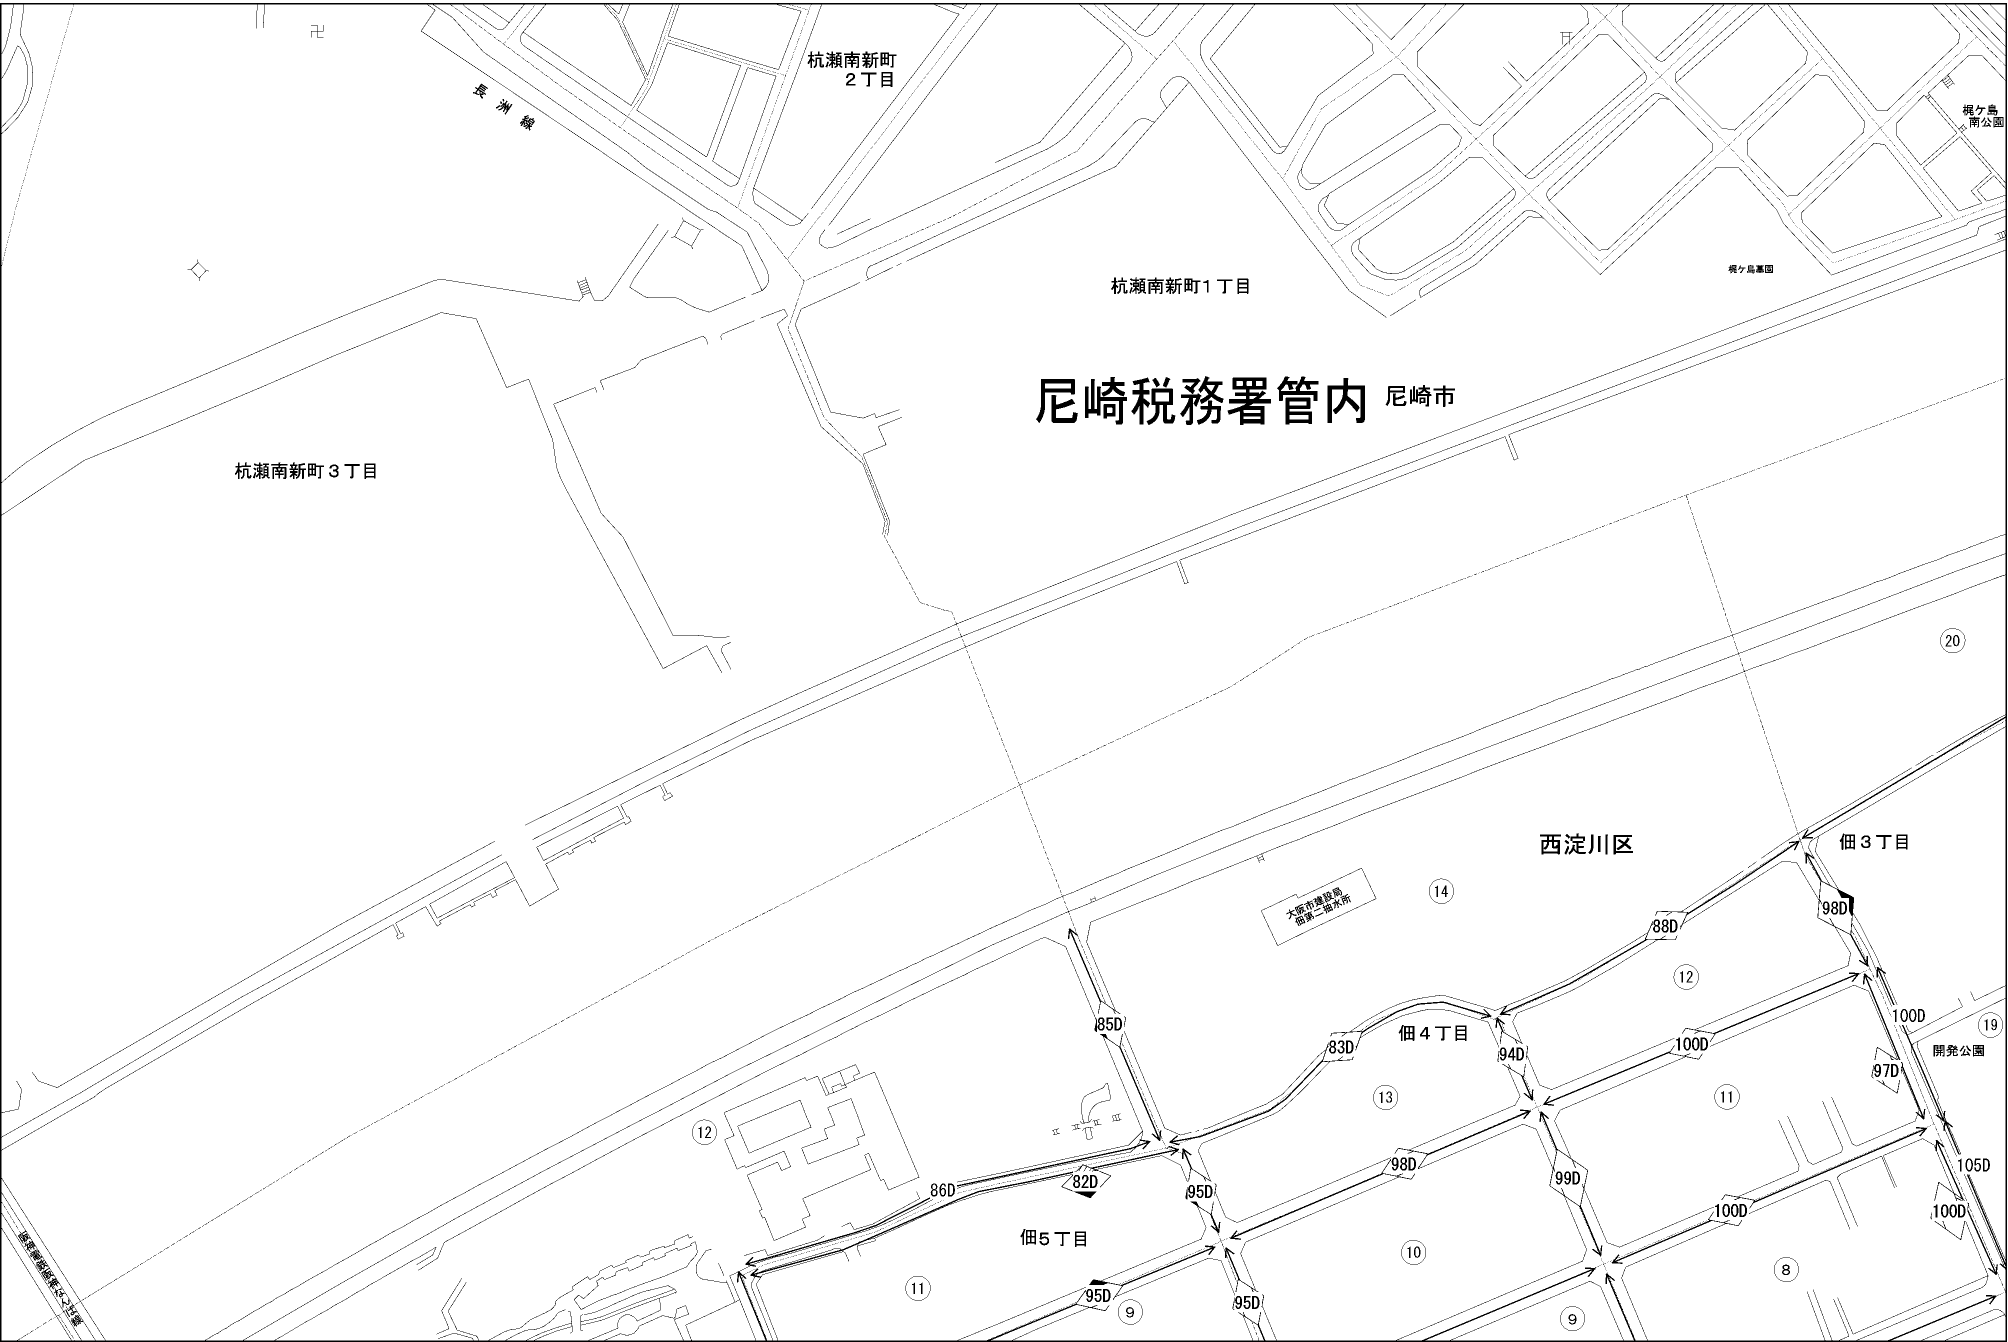 卍
杭瀬南新町
2丁目
長洲線
梶ケ島
南公園
梶ケ島墓園
杭瀬南新町1丁目
尼崎税務署管内 尼崎市
杭瀬南新町3丁目
20
西淀川区
佃3丁目
大阪市建設局
佃第二抽水所
14
98D
88D
12
85D
100D
19
83D
佃4丁目
94D
100D
開発公園
97D
13
11
12
98D
105D
86D
82D
95D
99D
100D
100D
佃5丁目
10
8
11
95D
9
95D
9